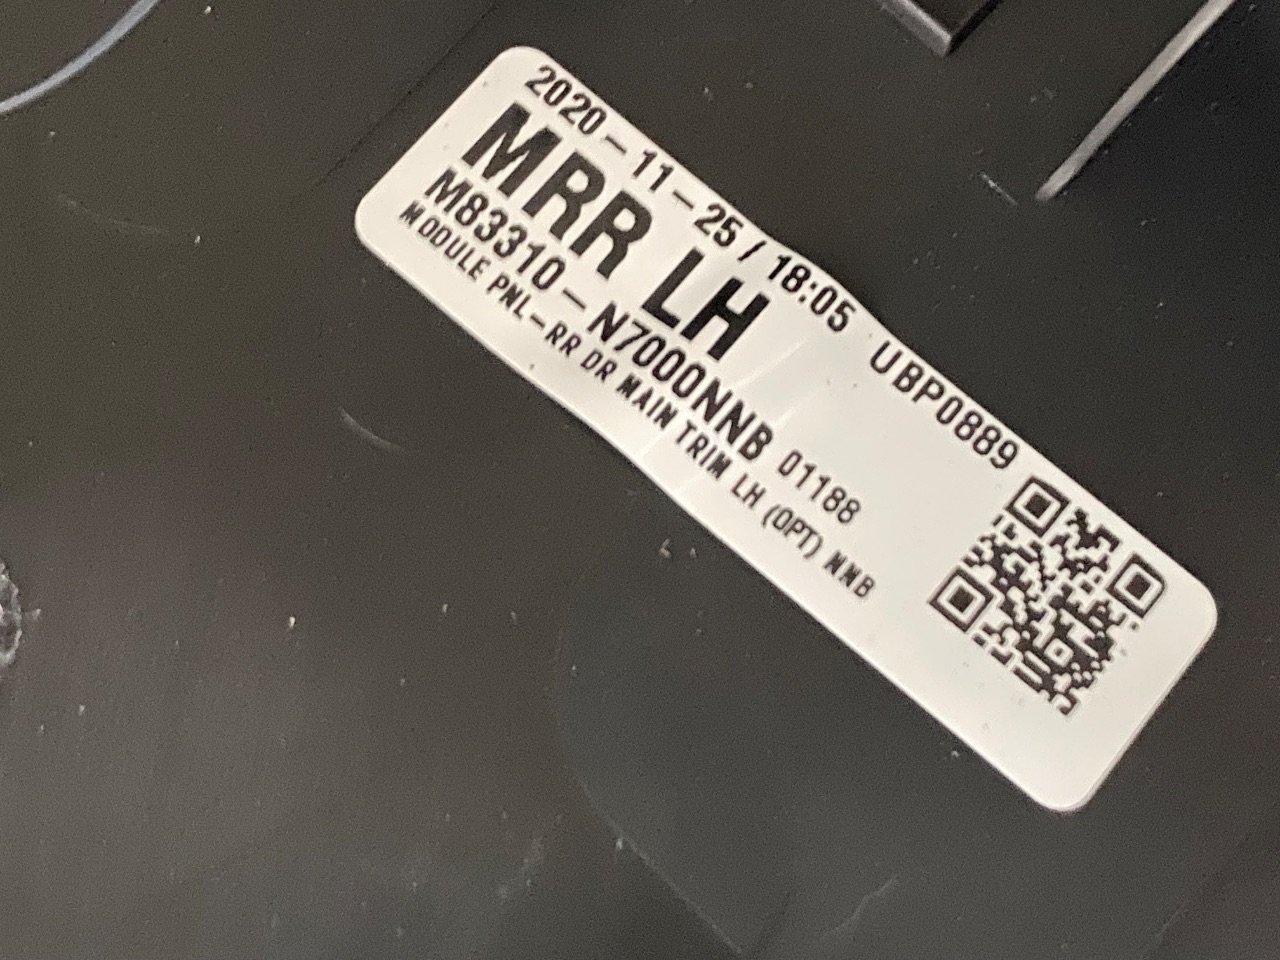 2020-11-25/18:05 UBP0889
MRR LH
M83310-N7000NNB 01188
MODULE PNL-RR DR MAIN TRIM LH (OPT) NNB